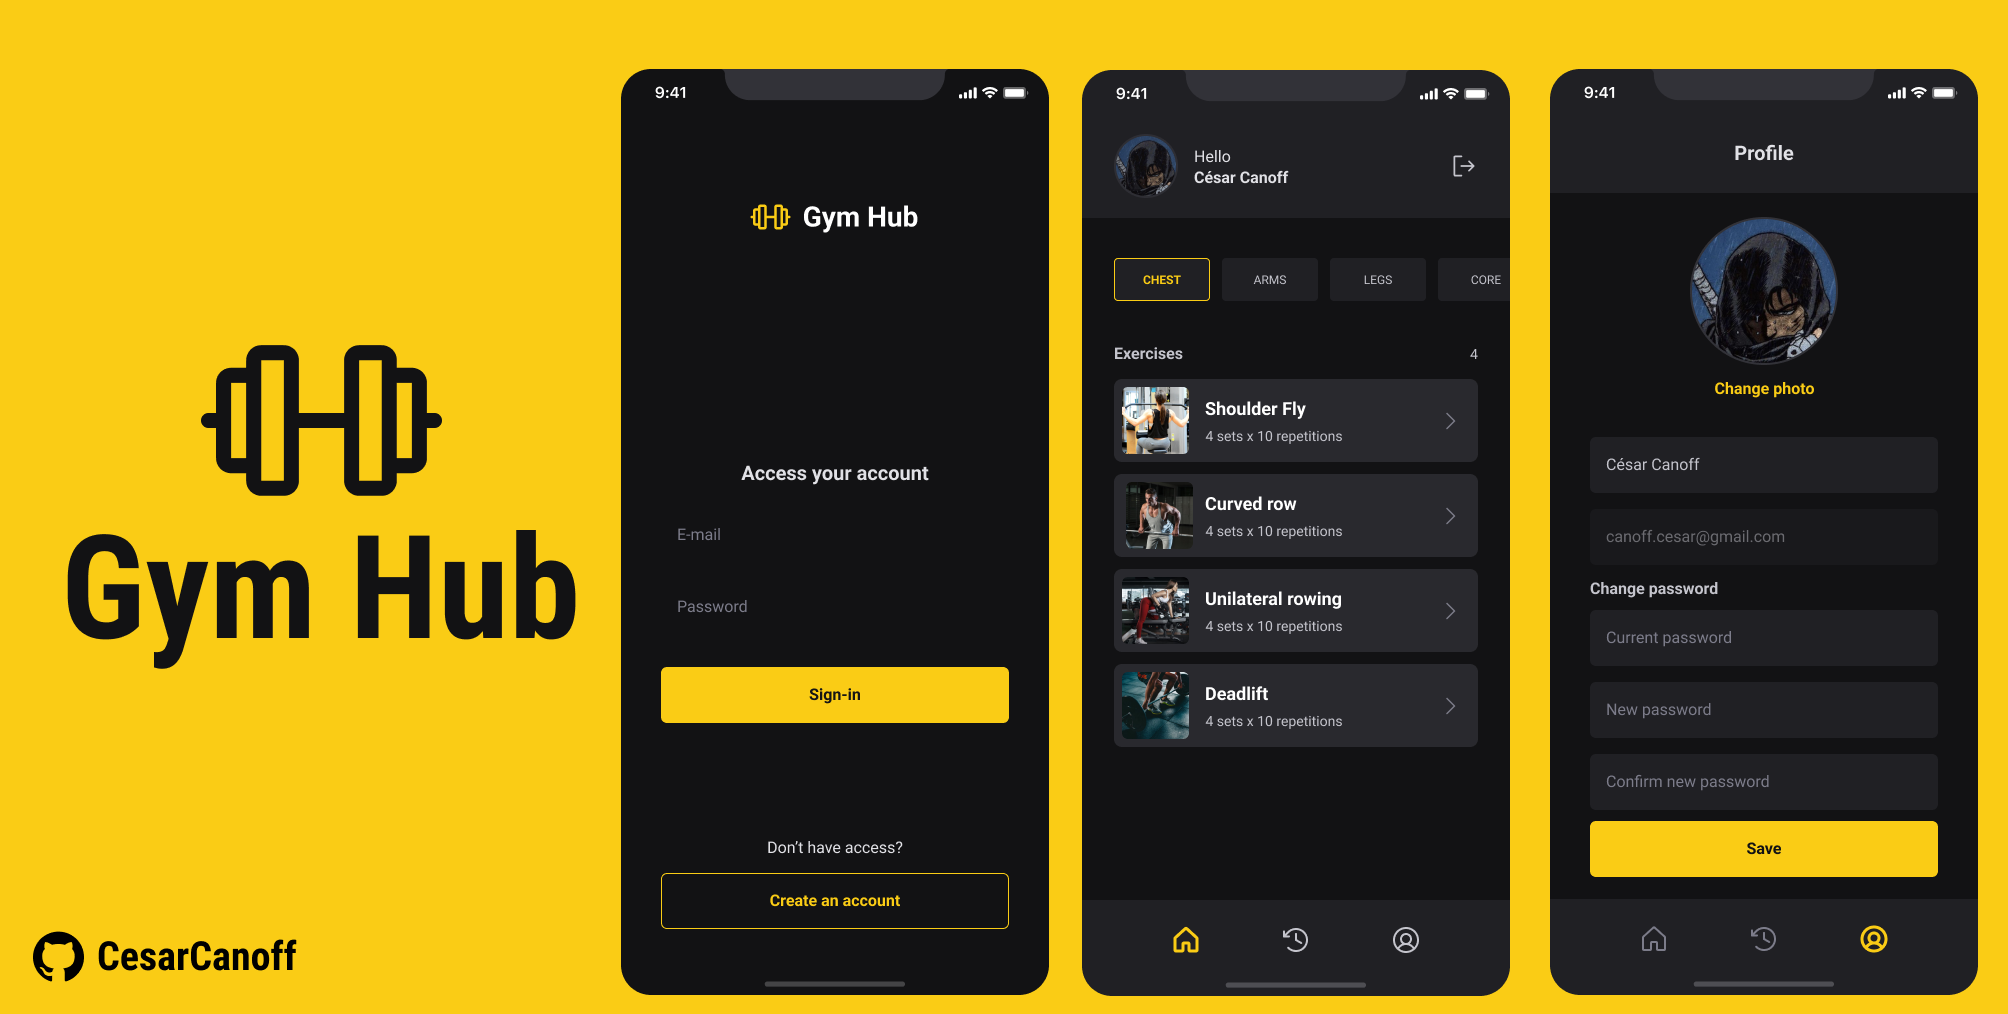 Gym Hub
CesarCanoff
9:41
Gym Hub
Access your account
E-mail
Password
Sign-in
Don't have access?
Create an account
9:41
Hello
César Canoff
CHEST
ARMS
LEGS
CORE
Exercises
4
Shoulder Fly
4 sets x 10 repetitions
Curved row
4 sets x 10 repetitions
Unilateral rowing
4 sets x 10 repetitions
Deadlift
4 sets x 10 repetitions
9:41
Profile
Change photo
César Canoff
canoff.cesar@gmail.com
Change password
Current password
New password
Confirm new password
Save